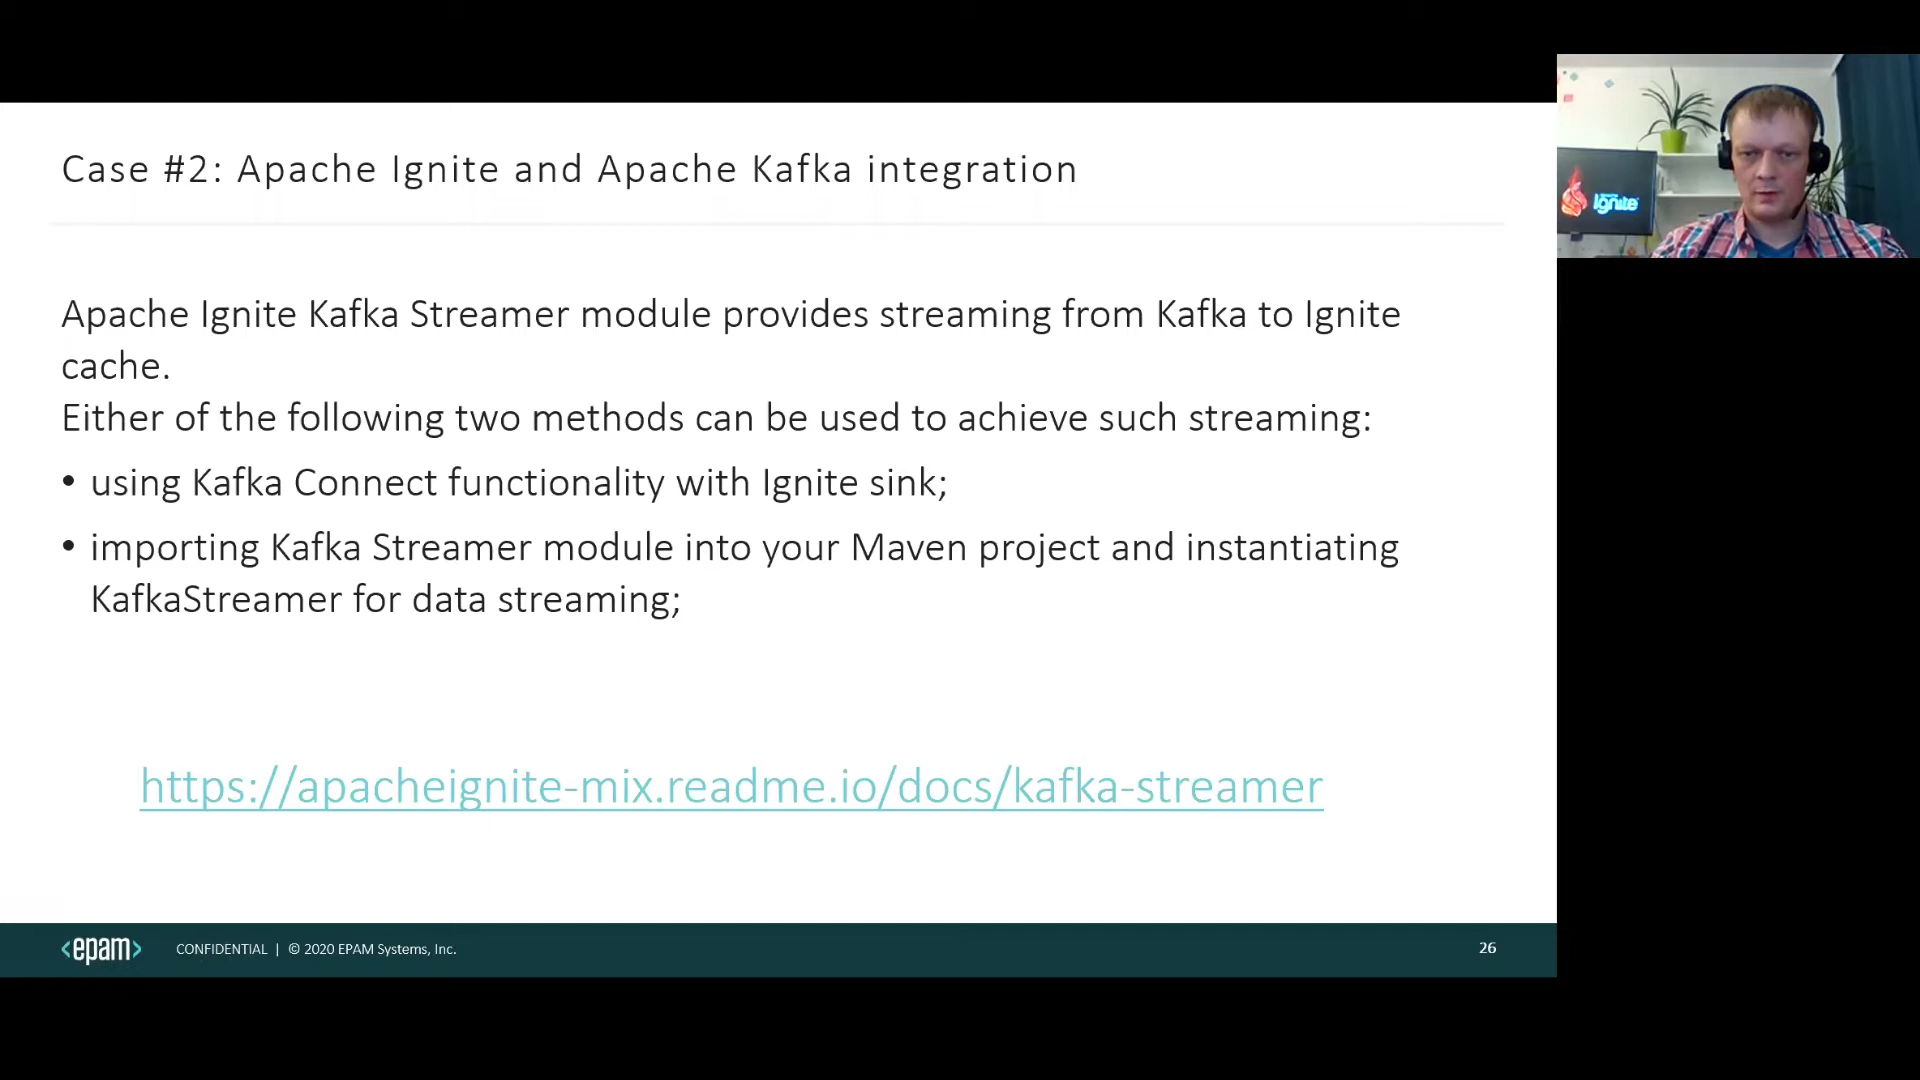 Case #2: Apache Ignite and Apache Kafka integration
Apache Ignite Kafka Streamer module provides streaming from Kafka to Ignite
cache.
Either of the following two methods can be used to achieve such streaming:
• using Kafka Connect functionality with Ignite sink;
• importing Kafka Streamer module into your Maven project and instantiating
KafkaStreamer for data streaming;
https://apacheignite-mix.readme.io/docs/kafka-streamer
<epam> CONFIDENTIAL | © 2020 EPAM Systems, Inc.
26
Ignite